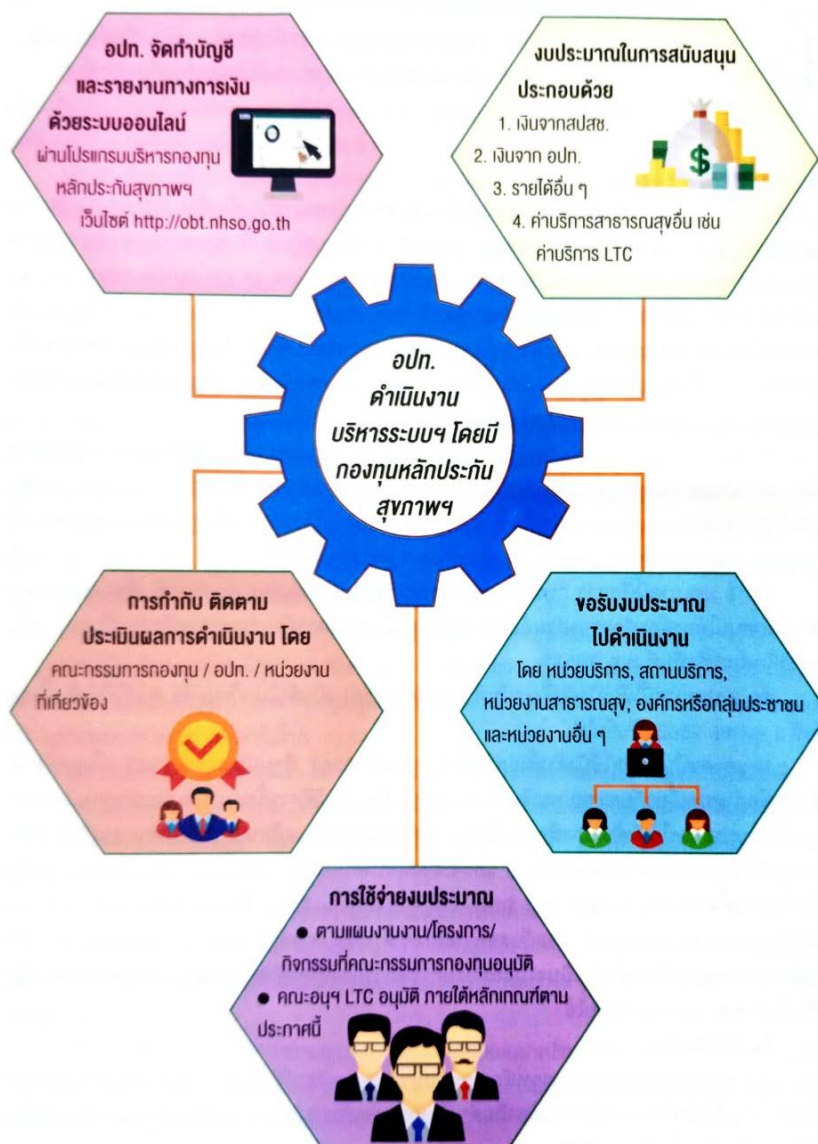 อปท. จัดทำบัญชี
และรายงานทางการเงิน
ด้วยระบบออนไลน์
ผ่านโปรแกรมบริหารกองทุน
หลักประกันสุขภาพฯ
เว็บไซต์ http://obt.nhso.go.th
งบประมาณในการสนับสนุน
ประกอบด้วย
1. เงินจากสปสช.
2. เงินจาก อปท.
3. รายได้อื่น ๆ
4. ค่าบริการสาธารณสุขอื่น เช่น
ค่าบริการ LTC
$
อปท.
ดำเนินงาน
บริหารระบบฯ โดยมี
กองทุนหลักประกัน
สุขภาพฯ
การกำกับ ติดตาม
ประเมินผลการดำเนินงาน โดย
คณะกรรมการกองทุน / อปท. / หน่วยงาน
ที่เกี่ยวข้อง
ขอรับงบประมาณ
ไปดำเนินงาน
โดย หน่วยบริการ, สถานบริการ,
หน่วยงานสาธารณสุข, องค์กรหรือกลุ่มประชาชน
และหน่วยงานอื่น ๆ
การใช้จ่ายงบประมาณ
● ตามแผนงานงาน/โครงการ/
กิจกรรมที่คณะกรรมการกองทุนอนุมัติ
● คณะอนุฯ LTC อนุมัติ ภายใต้หลักเกณฑ์ตาม
ประกาศนี้